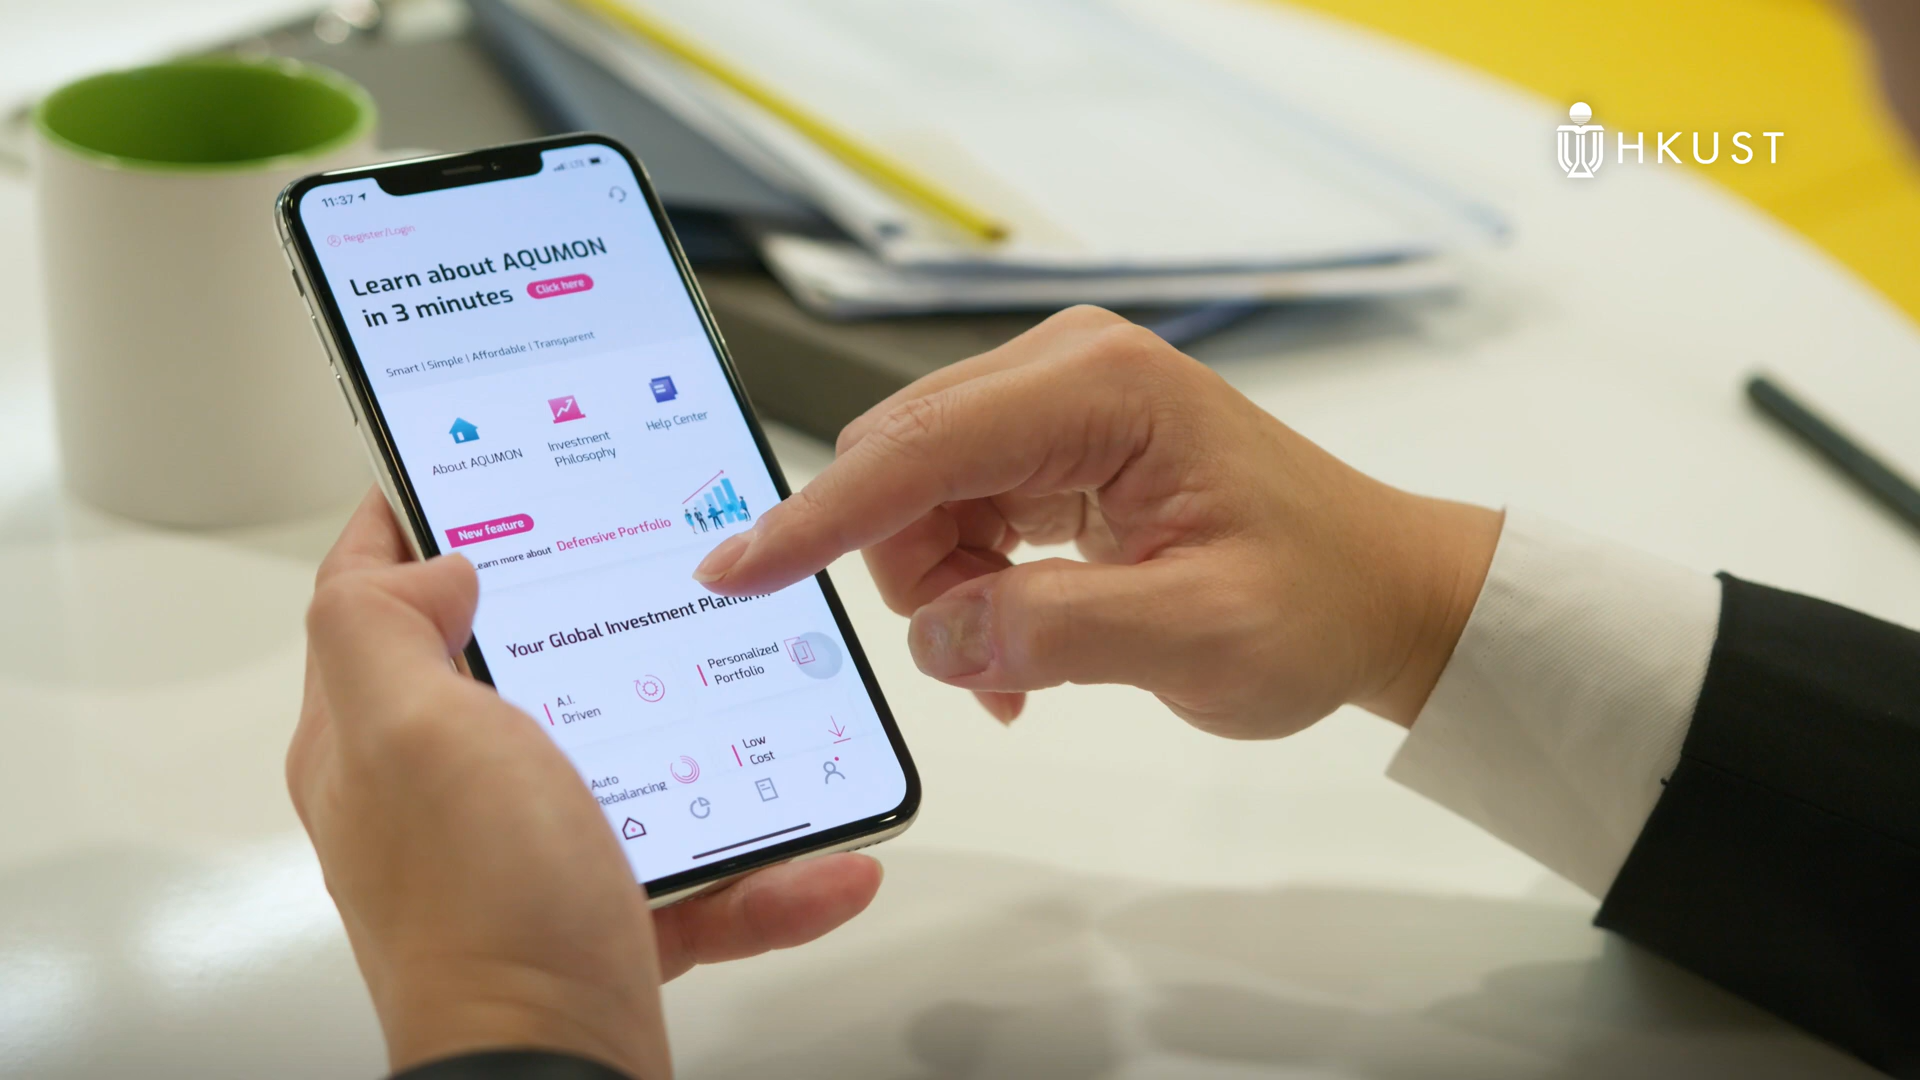 HKUST
11:37
LTE
Register/Login
Learn about AQUMON
in 3 minutes
Click here
Smart | Simple | Affordable | Transparent
About AQUMON
Investment
Philosophy
Help Center
New feature
earn more about Defensive Portfolio
Your Global Investment Platform
A.I.
Driven
Personalized
Portfolio
Auto
Rebalancing
Low
Cost